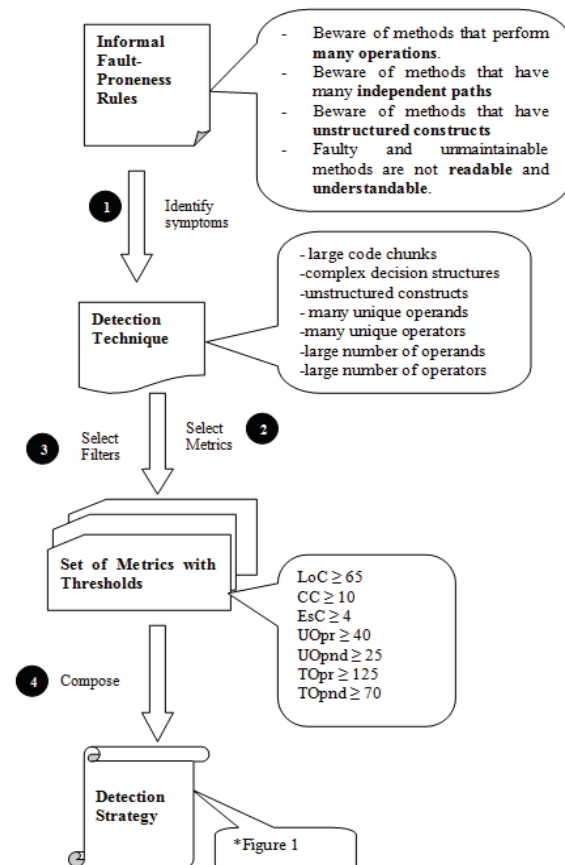 Informal
Fault-
Proneness
Rules
- Beware of methods that perform
many operations.
- Beware of methods that have
many independent paths
- Beware of methods that have
unstructured constructs
- Faulty and unmaintainable
methods are not readable and
understandable.
1
Identify
symptoms
Detection
Technique
- large code chunks
-complex decision structures
-unstructured constructs
- many unique operands
-many unique operators
-large number of operands
-large number of operators
3
Select
Filters
Select
Metrics
2
Set of Metrics with
Thresholds
LoC ≥ 65
CC ≥ 10
EsC ≥ 4
UOpr ≥ 40
UOpnd ≥ 25
TOpr ≥ 125
TOpnd ≥ 70
4
Compose
Detection
Strategy
*Figure 1